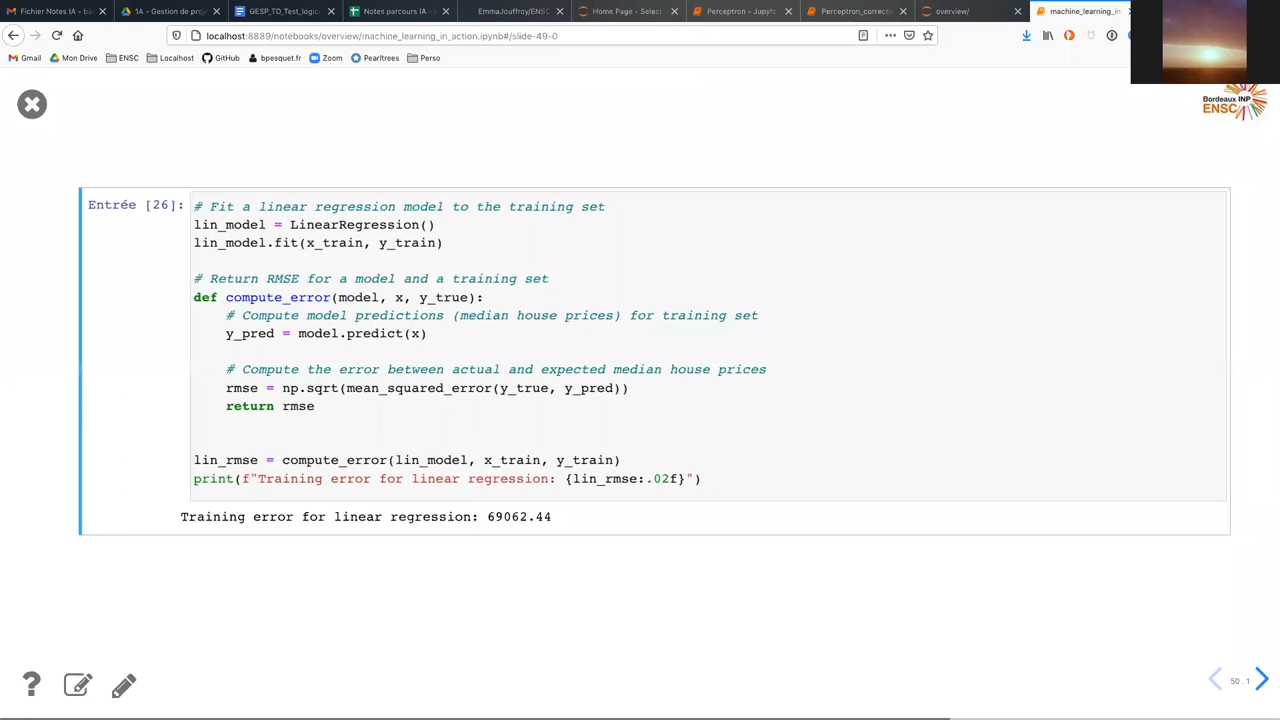 Fichier Notes IA - ba
1A - Gestion de proj
GESP_TD_Test_logic
Notes parcours IA -
EmmaJouffroy/ENSC
Home Page - Select
Perceptron - Jupyte
Perceptron_correcti
overview/
machine_learning_in
localhost:8889/notebooks/overview/machine_learning_in_action.ipynb#/slide-49-0
Gmail
Mon Drive
ENSC
Localhost
GitHub
bpesquet.fr
Zoom
Pearltrees
Perso
Bordeaux INP
ENSC
Entrée [26]:
# Fit a linear regression model to the training set
lin_model = LinearRegression()
lin_model.fit(x_train, y_train)
# Return RMSE for a model and a training set
def compute_error(model, x, y_true):
# Compute model predictions (median house prices) for training set
y_pred = model.predict(x)
# Compute the error between actual and expected median house prices
rmse = np.sqrt(mean_squared_error(y_true, y_pred))
return rmse
lin_rmse = compute_error(lin_model, x_train, y_train)
print(f"Training error for linear regression: {lin_rmse:.02f}")
Training error for linear regression: 69062.44
50.1